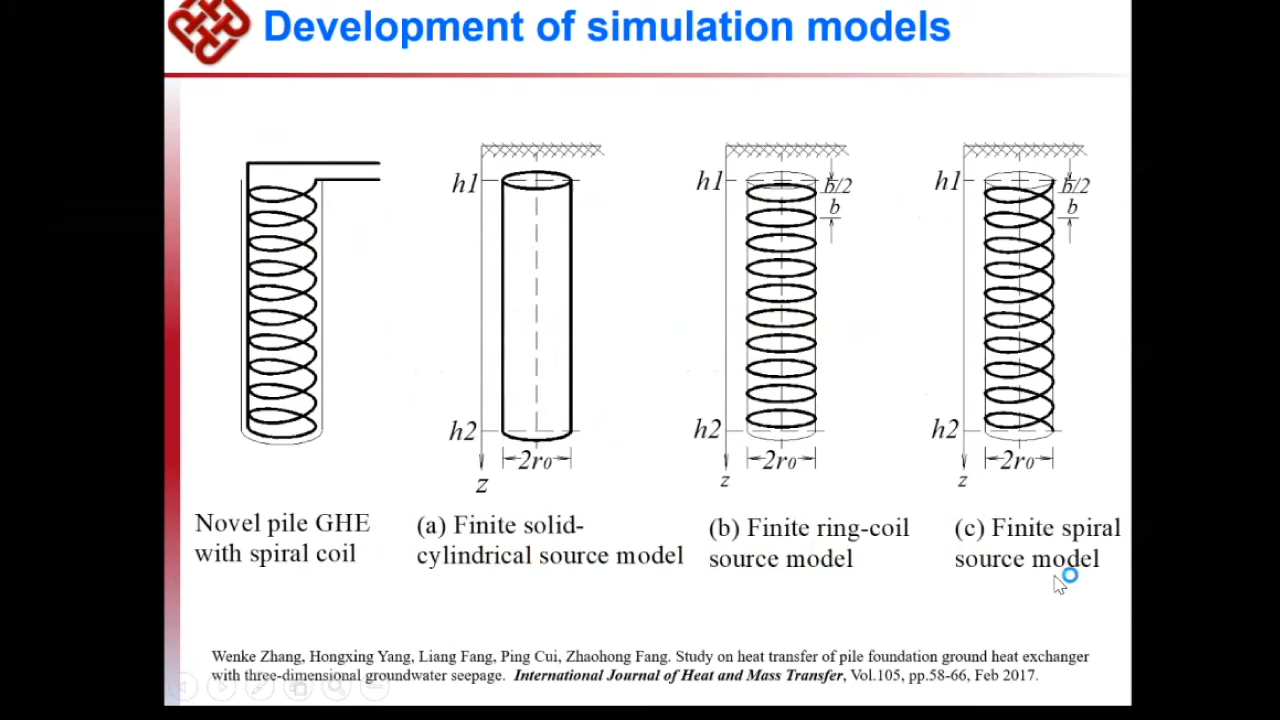 Development of simulation models
h1
h2
2r₀
z
h1
b/2
b
h2
2r₀
z
h1
b/2
b
h2
2r₀
z
Novel pile GHE
with spiral coil
(a) Finite solid-
cylindrical source model
(b) Finite ring-coil
source model
(c) Finite spiral
source model
Wenke Zhang, Hongxing Yang, Liang Fang, Ping Cui, Zhaohong Fang. Study on heat transfer of pile foundation ground heat exchanger
with three-dimensional groundwater seepage. International Journal of Heat and Mass Transfer, Vol.105, pp.58-66, Feb 2017.